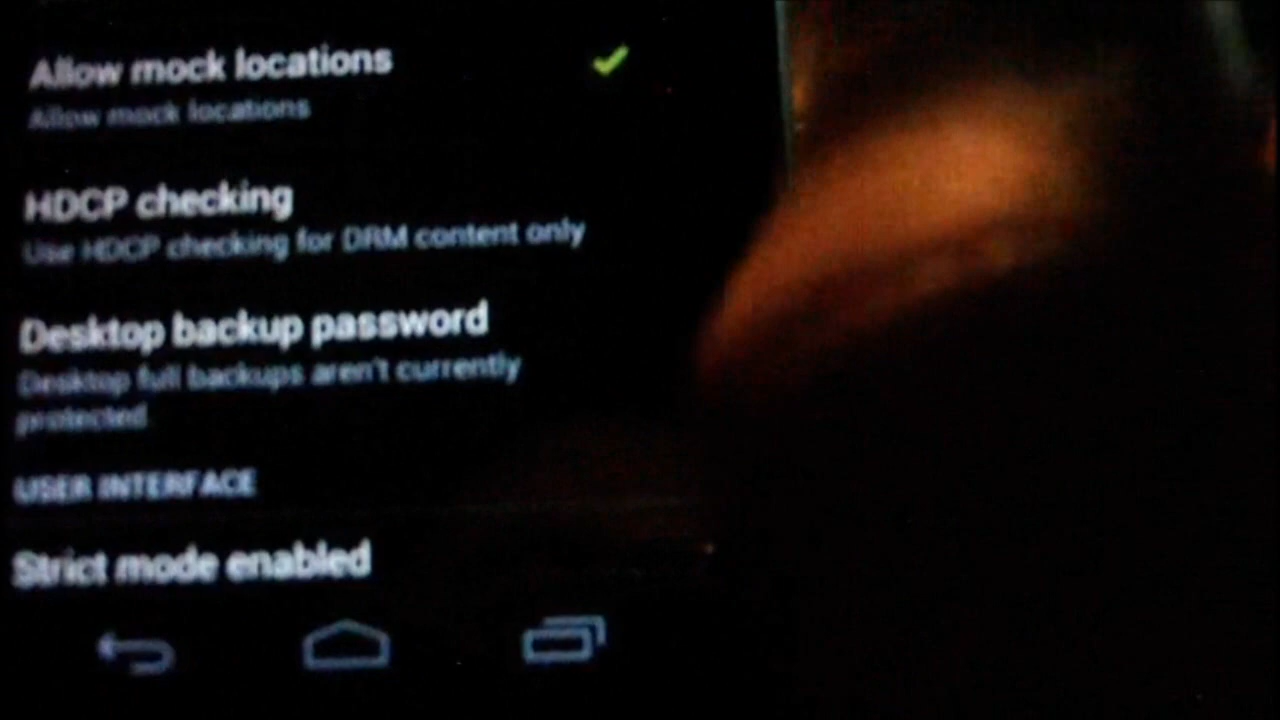 Allow mock locations
Allow mock locations
HDCP checking
Use HDCP checking for DRM content only
Desktop backup password
Desktop full backups aren't currently
protected
USER INTERFACE
Strict mode enabled